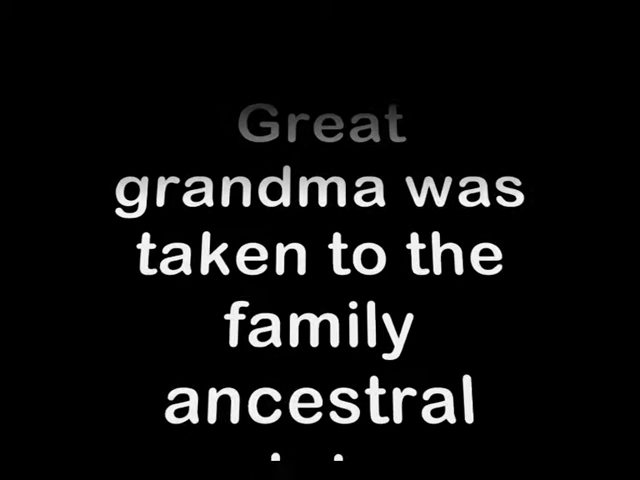 Great
grandma was
taken to the
family
ancestral